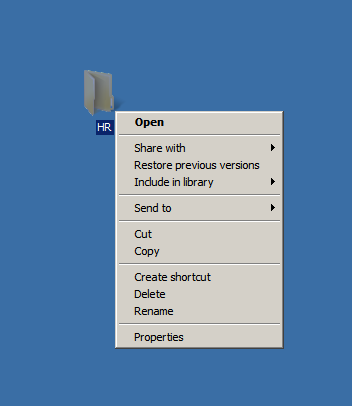 HR
Open
Share with
Restore previous versions
Include in library
Send to
Cut
Copy
Create shortcut
Delete
Rename
Properties